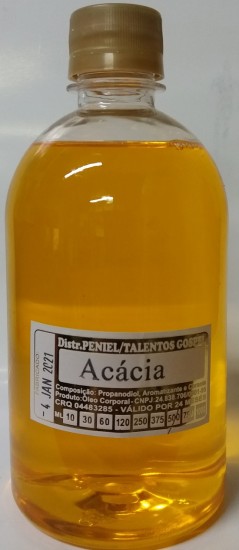 Distr.PENIEL/TALENTOS GOSPEL
Acácia
Composição: Propanodiol, Aromatizante e
Produto:Óleo Corporal - CNPJ
CRQ 04483285 - VÁLIDO POR 24 M
ML 10 30 60 120 250 375 500
FABRICADO
4 JAN 2021